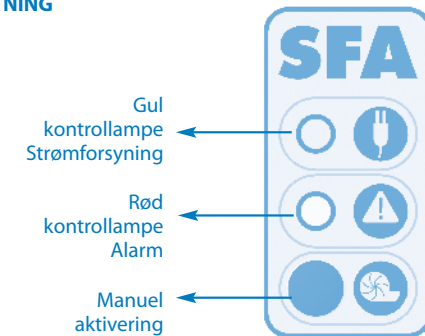 NING
SFA
Gul
kontrollampe
Strømforsyning
Rød
kontrollampe
Alarm
Manuel
aktivering